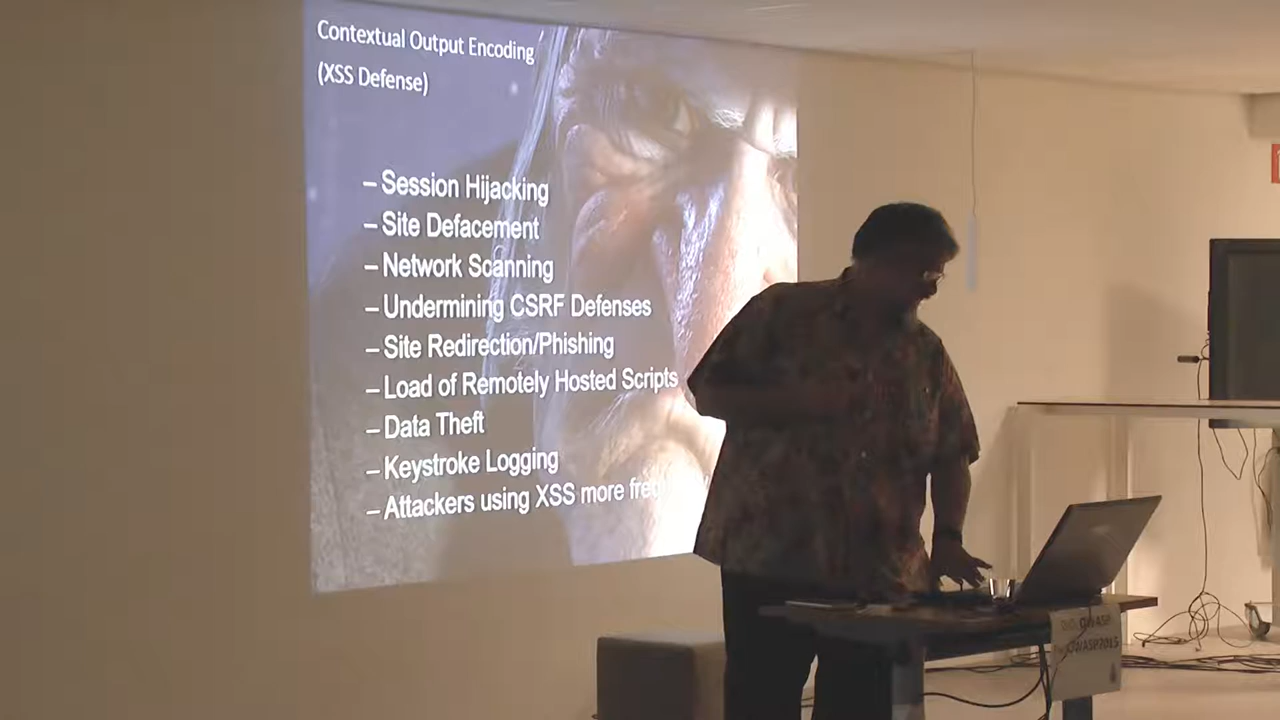 Contextual Output Encoding
(XSS Defense)
– Session Hijacking
– Site Defacement
– Network Scanning
– Undermining CSRF Defenses
– Site Redirection/Phishing
– Load of Remotely Hosted Scripts
– Data Theft
– Keystroke Logging
– Attackers using XSS more
OWASP2015